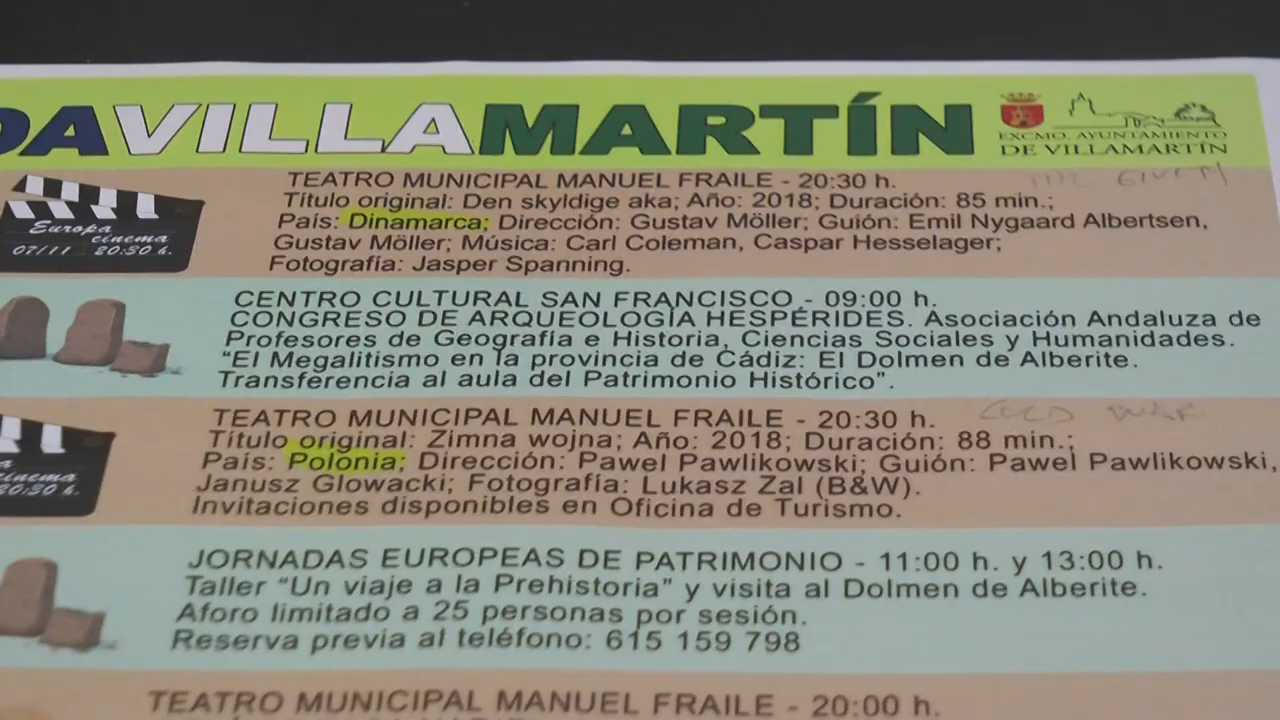 DAVILLAMARTÍN
EXCMO. AYUNTAMIENTO
DE VILLAMARTÍN
TEATRO MUNICIPAL MANUEL FRAILE - 20:30 h.
Título original: Den skyldige aka; Año: 2018; Duración: 85 min.;
País: Dinamarca; Dirección: Gustav Möller; Guión: Emil Nygaard Albertsen,
Gustav Möller; Música: Carl Coleman, Caspar Hesselager;
Fotografía: Jasper Spanning.
Europa
cinema
07/11 20:30 h.
CENTRO CULTURAL SAN FRANCISCO - 09:00 h.
CONGRESO DE ARQUEOLOGÍA HESPÉRIDES. Asociación Andaluza de
Profesores de Geografía e Historia, Ciencias Sociales y Humanidades.
"El Megalitismo en la provincia de Cádiz: El Dolmen de Alberite.
Transferencia al aula del Patrimonio Histórico".
COLD WAR
TEATRO MUNICIPAL MANUEL FRAILE - 20:30 h.
Título original: Zimna wojna; Año: 2018; Duración: 88 min.;
País: Polonia; Dirección: Pawel Pawlikowski; Guión: Pawel Pawlikowski,
Janusz Glowacki; Fotografía: Lukasz Zal (B&W).
Invitaciones disponibles en Oficina de Turismo.
cinema
20:30 h.
JORNADAS EUROPEAS DE PATRIMONIO - 11:00 h. y 13:00 h.
Taller "Un viaje a la Prehistoria" y visita al Dolmen de Alberite.
Aforo limitado a 25 personas por sesión.
Reserva previa al teléfono: 615 159 798
TEATRO MUNICIPAL MANUEL FRAILE - 20:00 h.